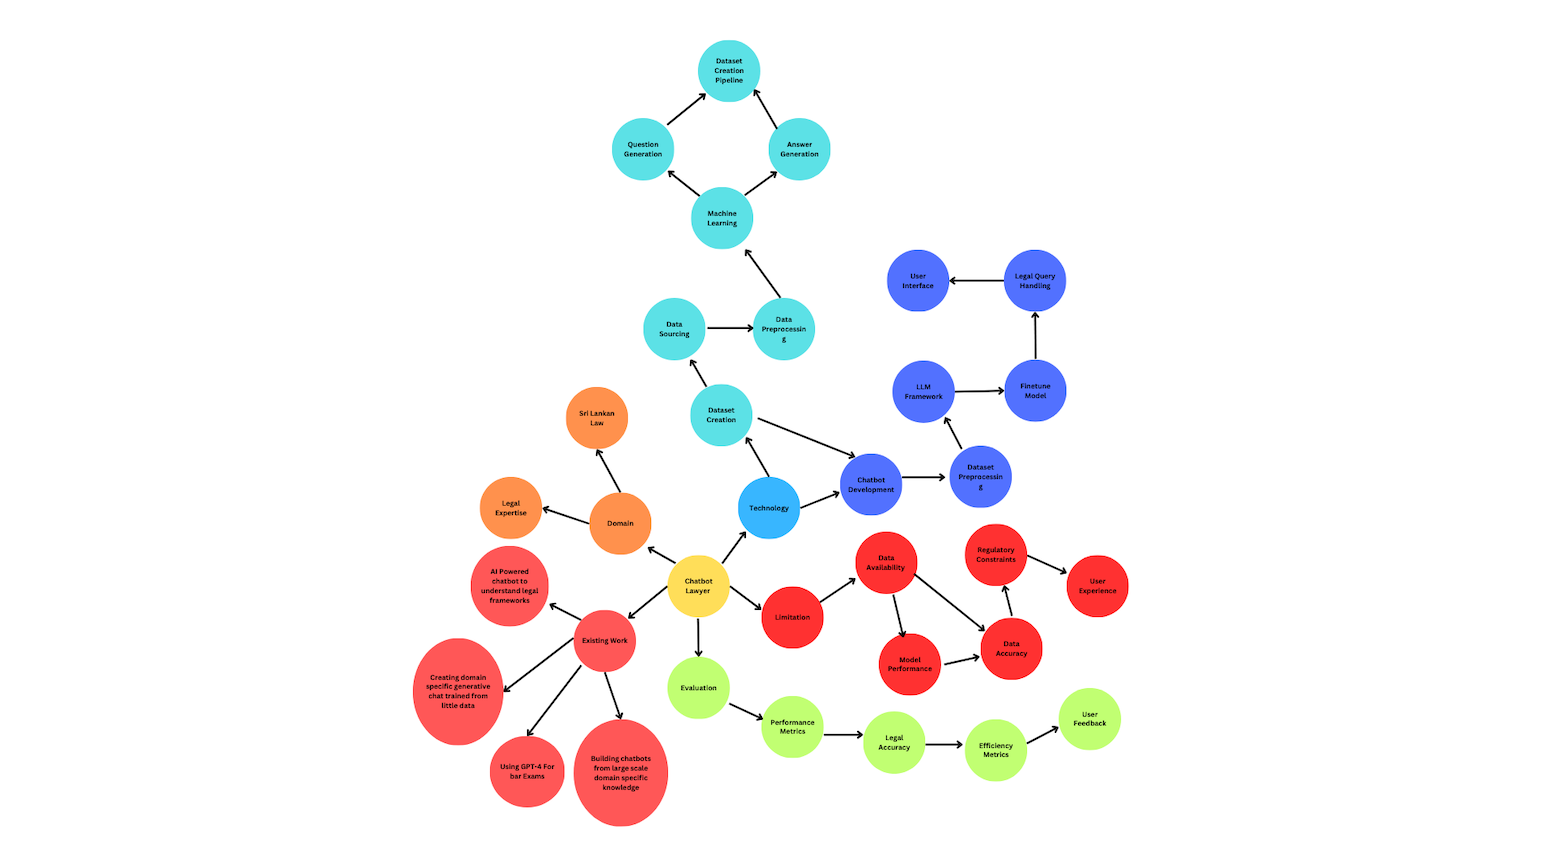 Dataset
Creation
Pipeline
Question
Generation
Answer
Generation
Machine
Learning
User
Interface
Legal Query
Handling
Data
Sourcing
Data
Preprocessin
g
LLM
Framework
Finetune
Model
Sri Lankan
Law
Dataset
Creation
Chatbot
Development
Dataset
Preprocessin
g
Legal
Expertise
Domain
Technology
AI Powered
chatbot to
understand legal
frameworks
Chatbot
Lawyer
Data
Availability
Regulatory
Constraints
User
Experience
Limitation
Existing Work
Model
Performance
Data
Accuracy
Creating domain
specific generative
chat trained from
little data
Evaluation
Performance
Metrics
Legal
Accuracy
Efficiency
Metrics
User
Feedback
Using GPT-4 For
bar Exams
Building chatbots
from large scale
domain specific
knowledge